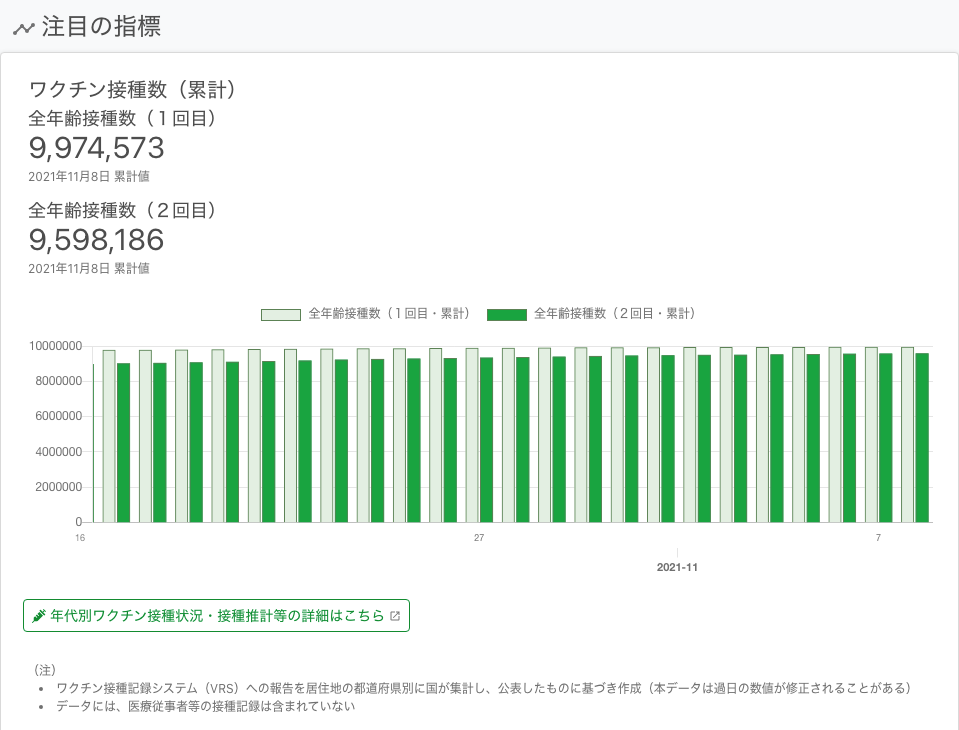 注目の指標
ワクチン接種数（累計）
全年齢接種数（１回目）
9,974,573
2021年11月8日 累計値
全年齢接種数（２回目）
9,598,186
2021年11月8日 累計値
全年齢接種数（１回目・累計） 全年齢接種数（２回目・累計）
10000000
8000000
6000000
4000000
2000000
0
16 27 7
2021-11
年代別ワクチン接種状況・接種推計等の詳細はこちら
（注）
• ワクチン接種記録システム（VRS）への報告を居住地の都道府県別に国が集計し、公表したものに基づき作成（本データは過日の数値が修正されることがある）
• データには、医療従事者等の接種記録は含まれていない